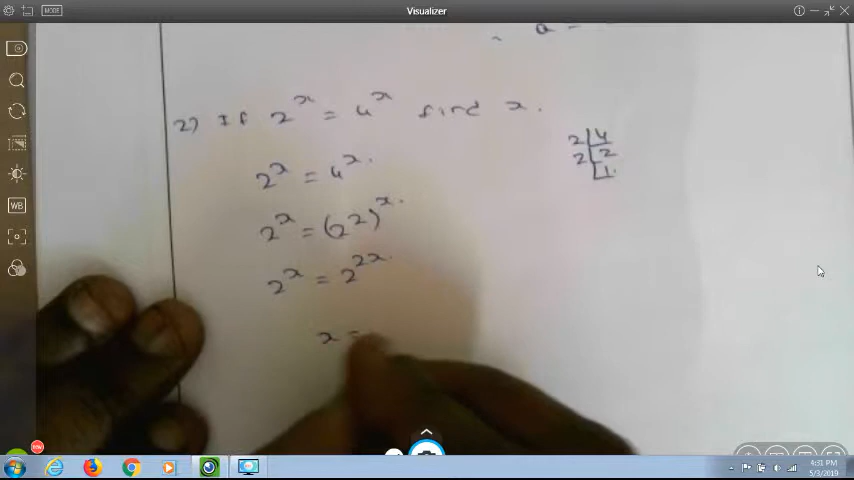 Visualizer
MODE
WB
a =
2) If 2^x = 4^x find x.
2 | 4
2 | 2
1.
2^x = 4^x.
2^x = (2^2)^x.
2^x = 2^2x.
x =
4:31 PM
5/3/2019